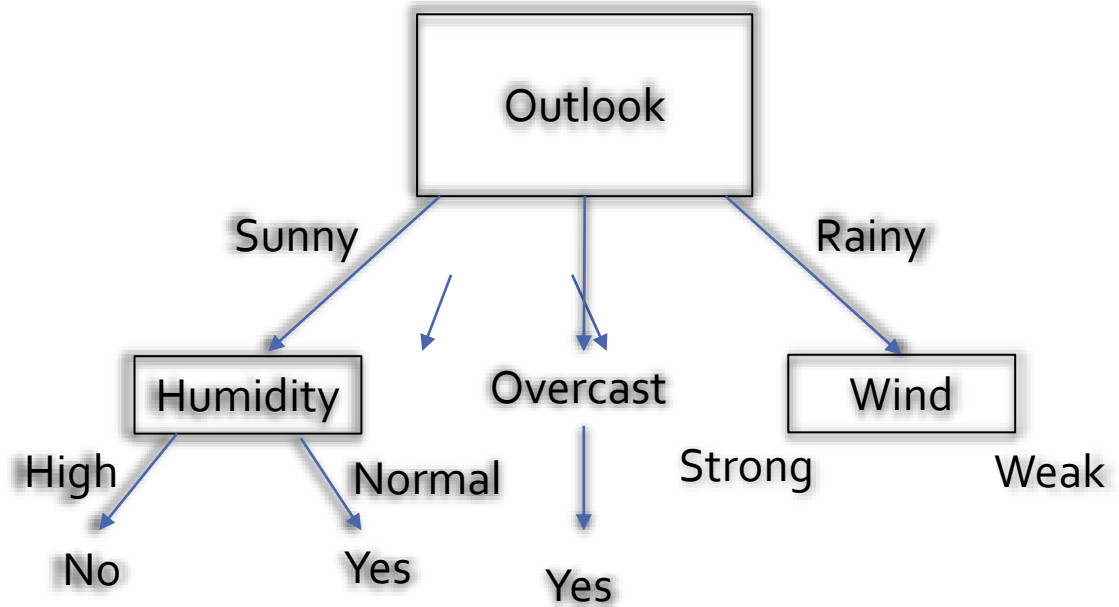 Outlook
Sunny
Rainy
Humidity
Overcast
Wind
High
Normal
Strong
Weak
No
Yes
Yes